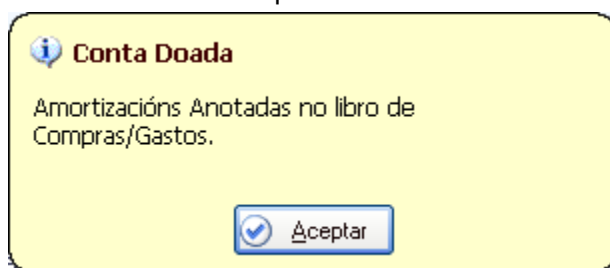 Conta Doada
Amortizacións Anotadas no libro de
Compras/Gastos.
Aceptar